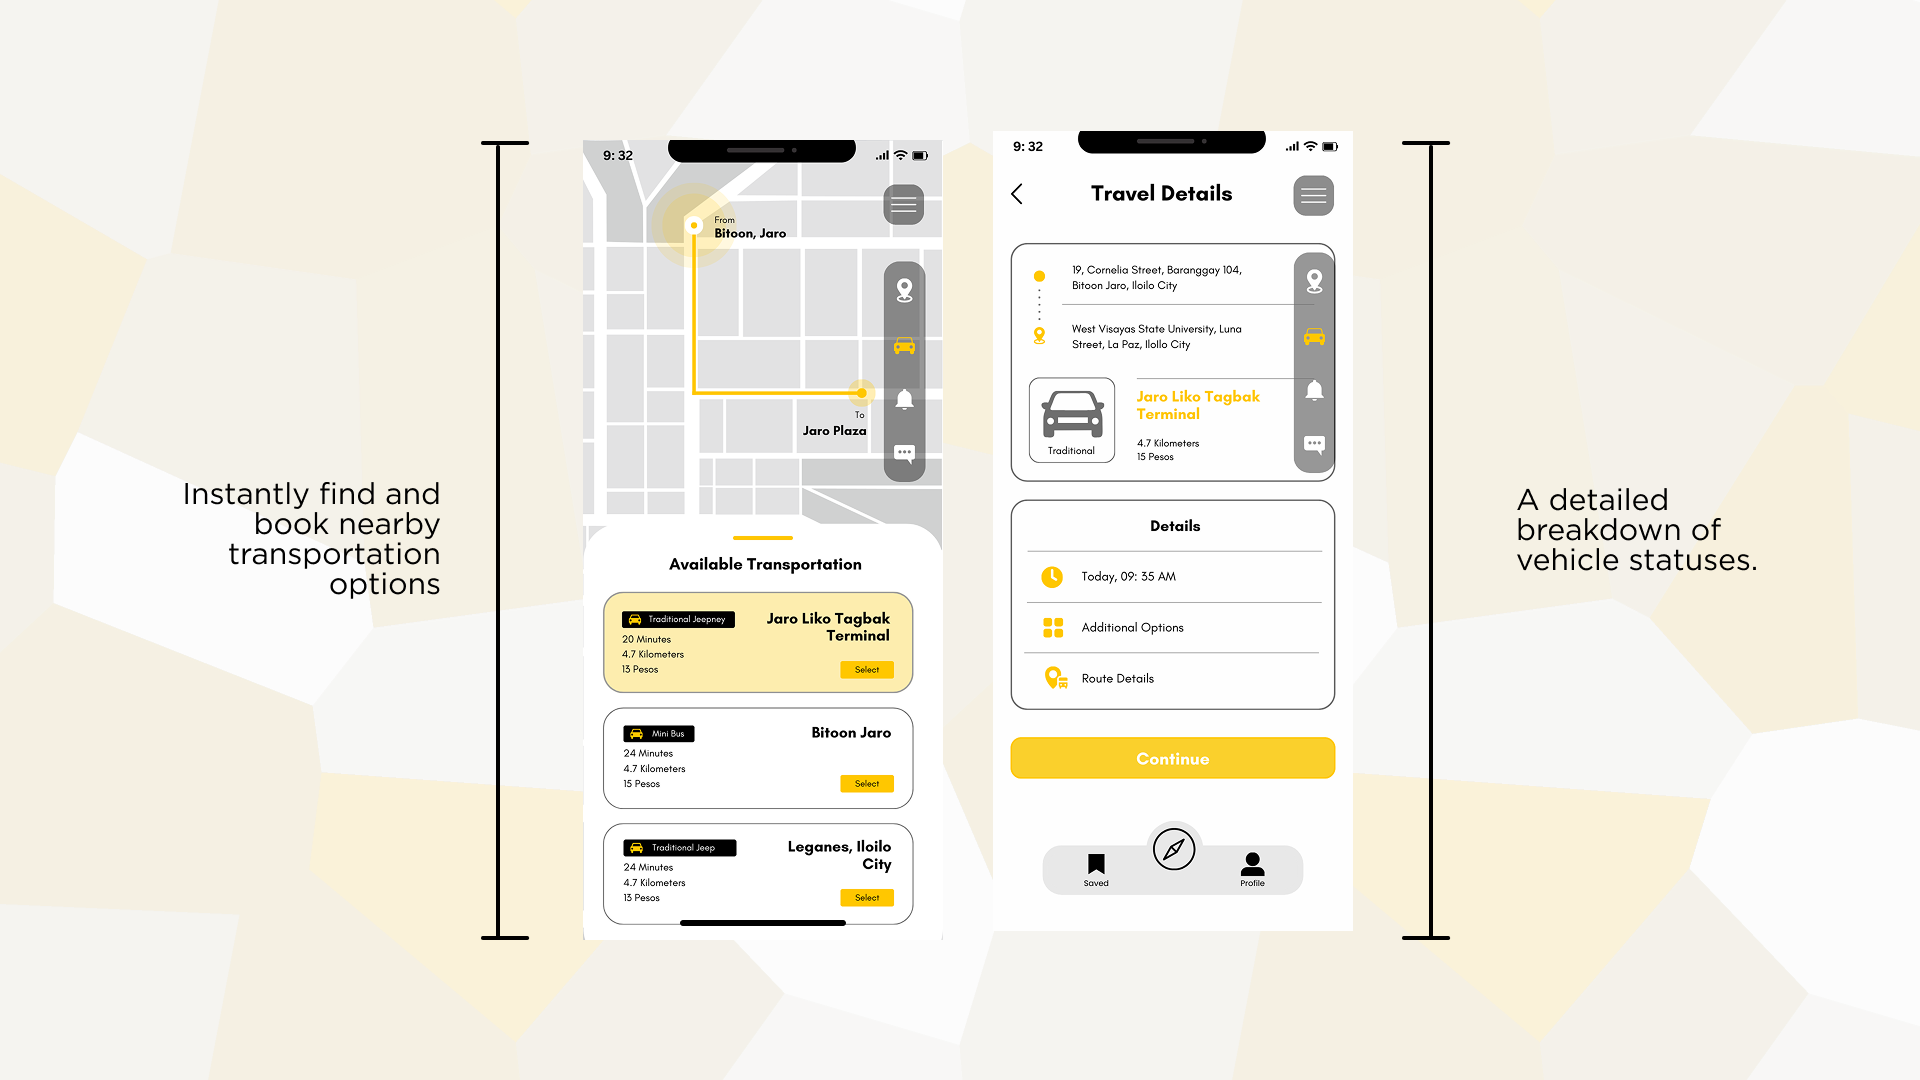 Instantly find and
book nearby
transportation
options
9: 32
From
Bitoon, Jaro
To
Jaro Plaza
Available Transportation
Traditional Jeepney
Jaro Liko Tagbak
Terminal
20 Minutes
4.7 Kilometers
13 Pesos
Select
Mini Bus
Bitoon Jaro
24 Minutes
4.7 Kilometers
15 Pesos
Select
Traditional Jeep
Leganes, Iloilo
City
24 Minutes
4.7 Kilometers
13 Pesos
Select
9: 32
Travel Details
19, Cornelia Street, Baranggay 104,
Bitoon Jaro, Iloilo City
West Visayas State University, Luna
Street, La Paz, Ilollo City
Traditional
Jaro Liko Tagbak
Terminal
4.7 Kilometers
15 Pesos
Details
Today, 09: 35 AM
Additional Options
Route Details
Continue
Saved
Profile
A detailed
breakdown of
vehicle statuses.